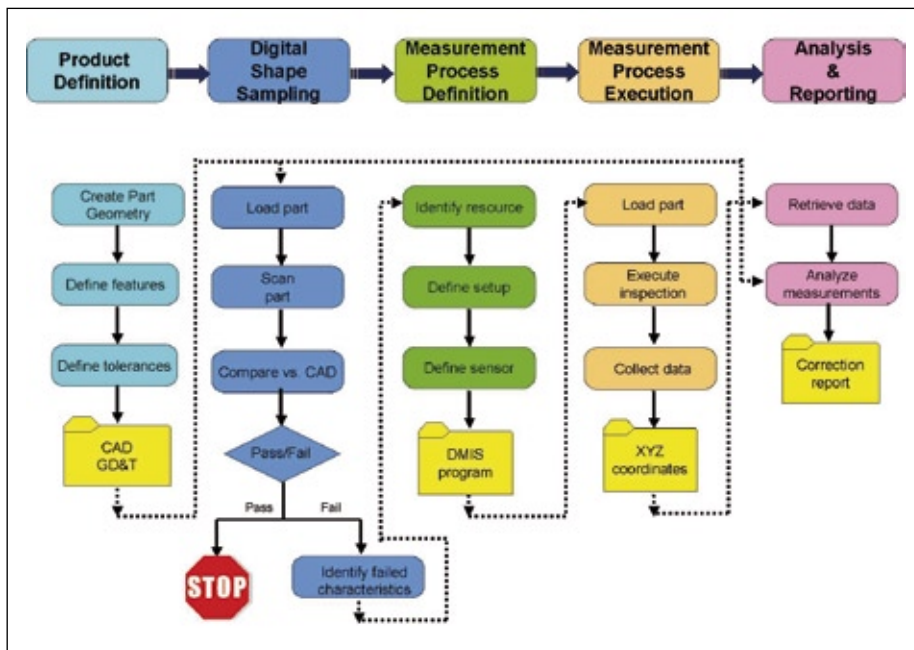 Product
Definition
Digital
Shape
Sampling
Measurement
Process
Definition
Measurement
Process
Execution
Analysis
&
Reporting
Create Part
Geometry
Define features
Define tolerances
CAD
GD&T
Load part
Scan
part
Compare vs. CAD
Pass/Fail
Pass
Fail
STOP
Identify failed
characteristics
Identify resource
Define setup
Define sensor
DMIS
program
Load part
Execute
inspection
Collect data
XYZ
coordinates
Retrieve data
Analyze
measurements
Correction
report